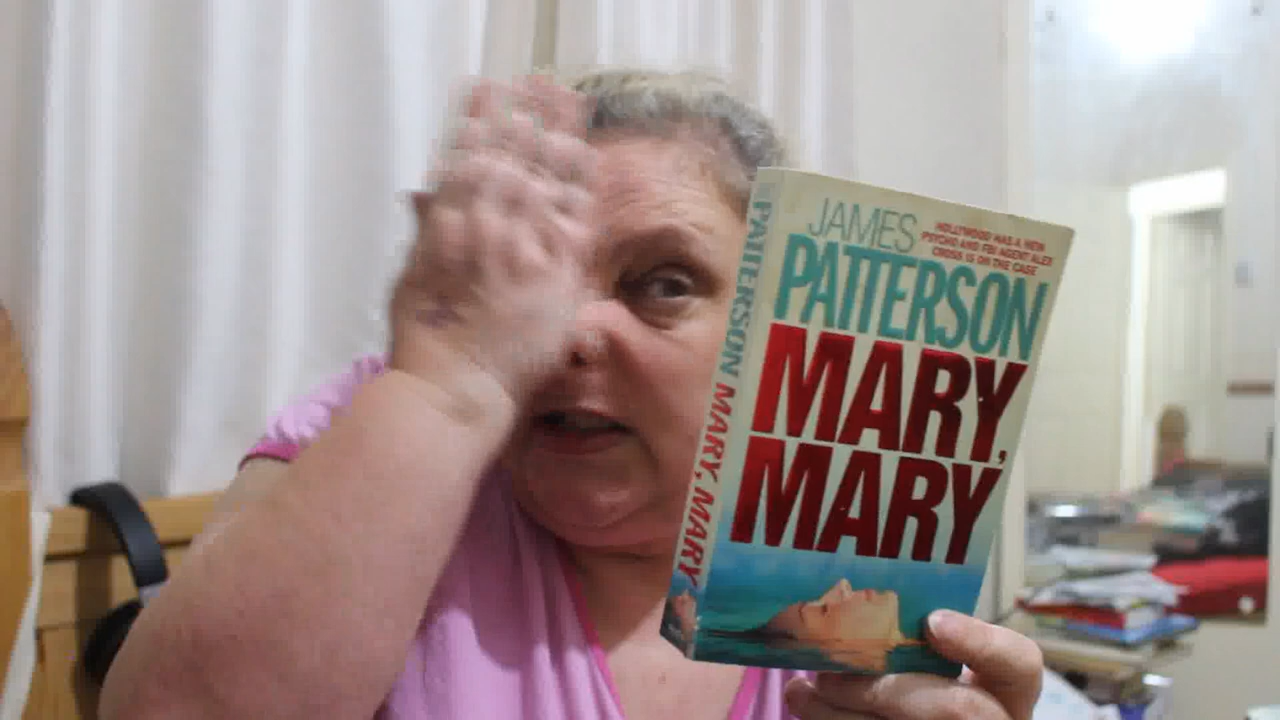 JAMES
PATTERSON
HOLLYWOOD HAS A NEW
PSYCHO AND FBI AGENT ALEX
CROSS IS ON THE CASE
MARY,
MARY
PATTERSON MARY, MARY